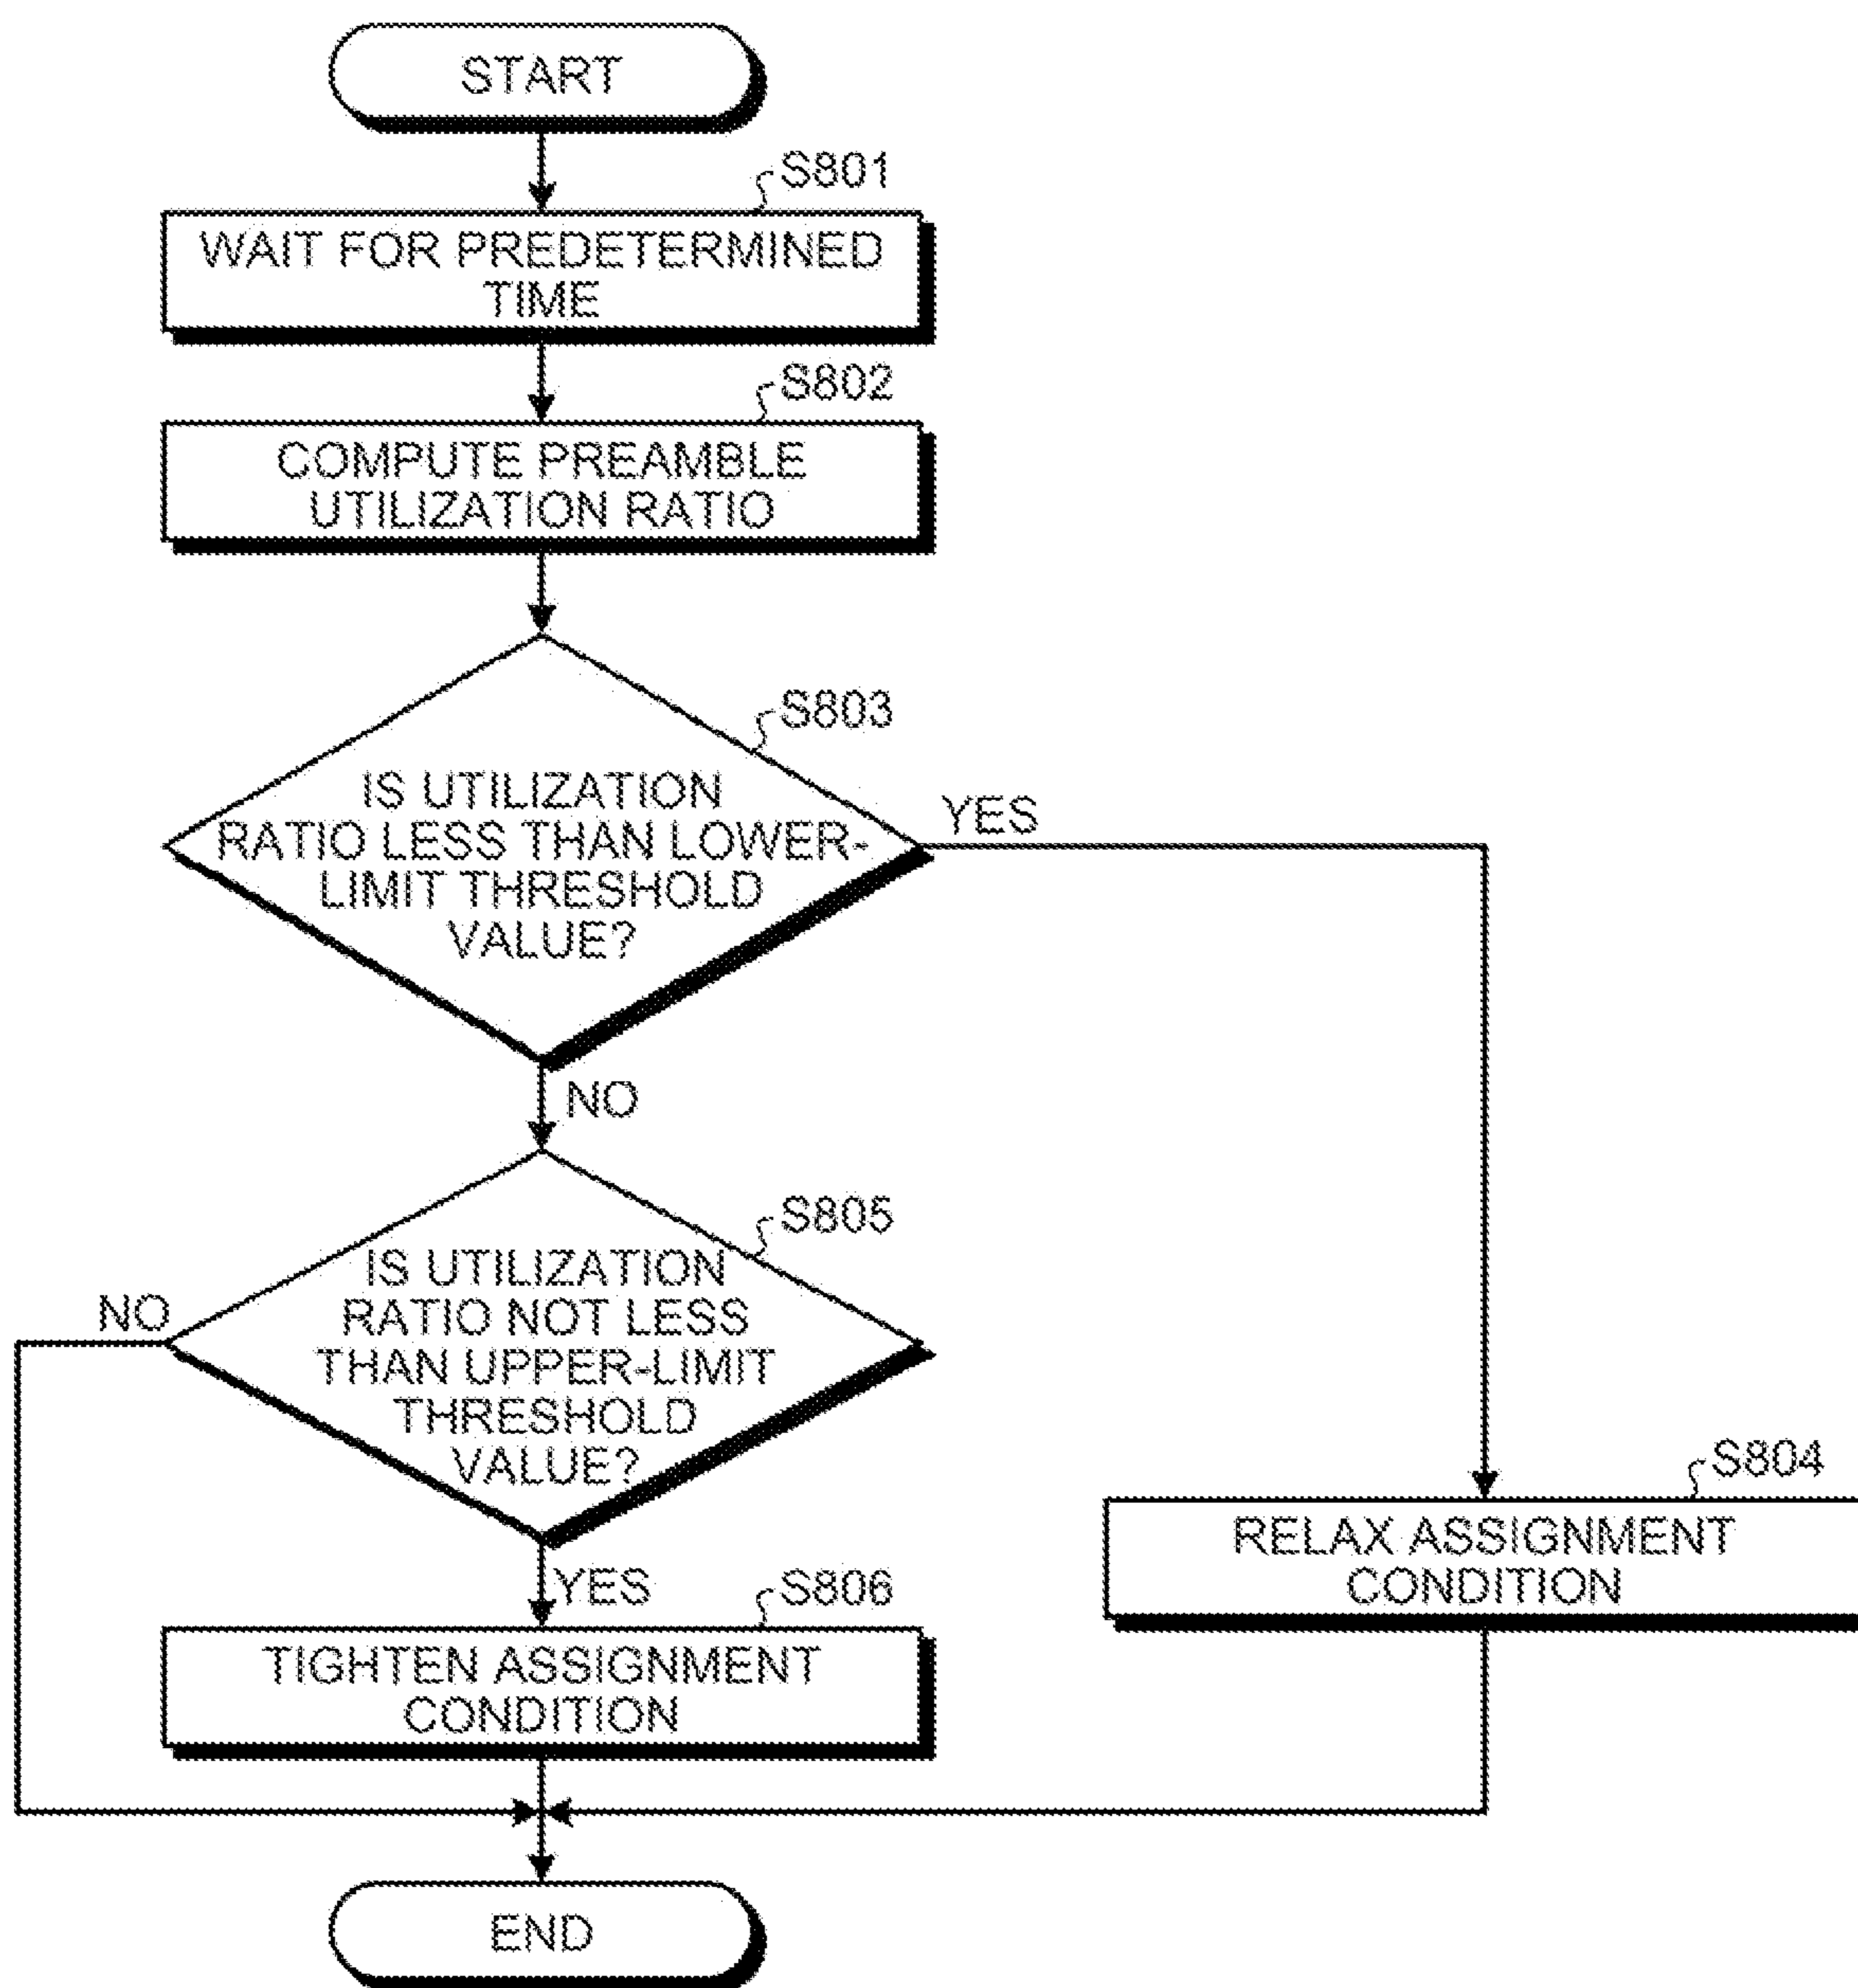 START
S801
WAIT FOR PREDETERMINED
TIME
S802
COMPUTE PREAMBLE
UTILIZATION RATIO
S803
IS UTILIZATION
RATIO LESS THAN LOWER-
LIMIT THRESHOLD
VALUE?
YES
NO
S805
IS UTILIZATION
RATIO NOT LESS
THAN UPPER-LIMIT
THRESHOLD
VALUE?
NO
YES
S804
RELAX ASSIGNMENT
CONDITION
S806
TIGHTEN ASSIGNMENT
CONDITION
END